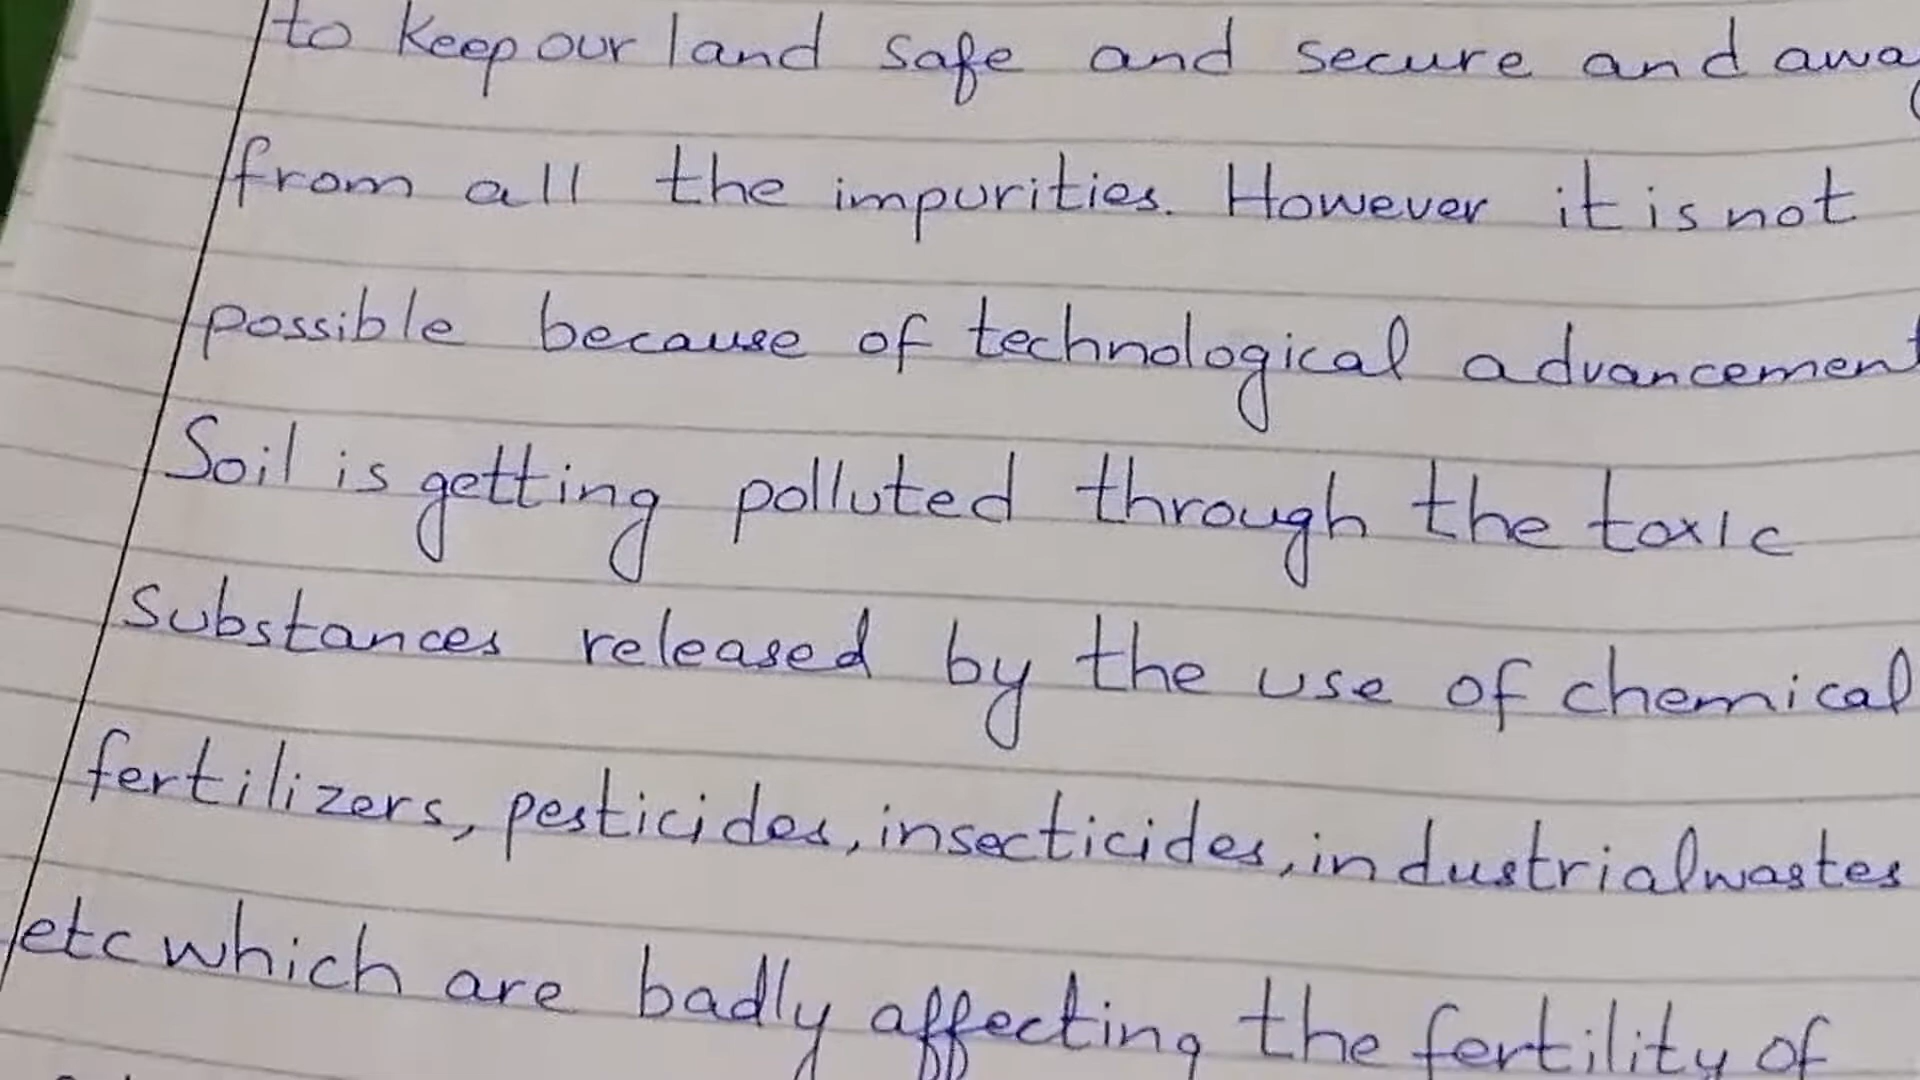 to keep our land safe and secure and away
from all the impurities. However it is not
possible because of technological advancement
Soil is getting polluted through the toxic
substances released by the use of chemical
fertilizers, pesticides, insecticides, industrial wastes
etc which are badly affecting the fertility of